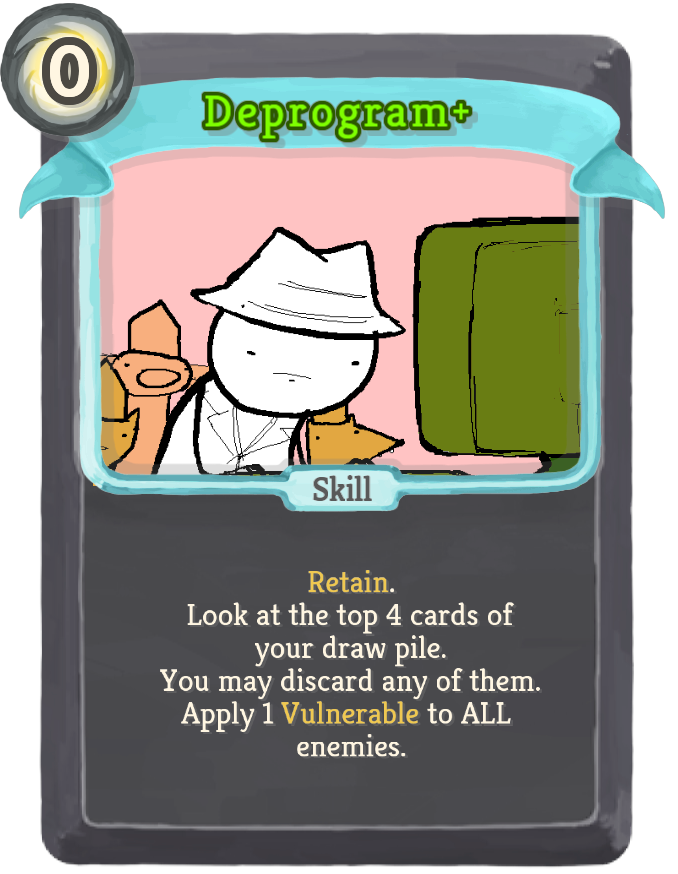 0
Deprogram+
Skill
Retain.
Look at the top 4 cards of
your draw pile.
You may discard any of them.
Apply 1 Vulnerable to ALL
enemies.